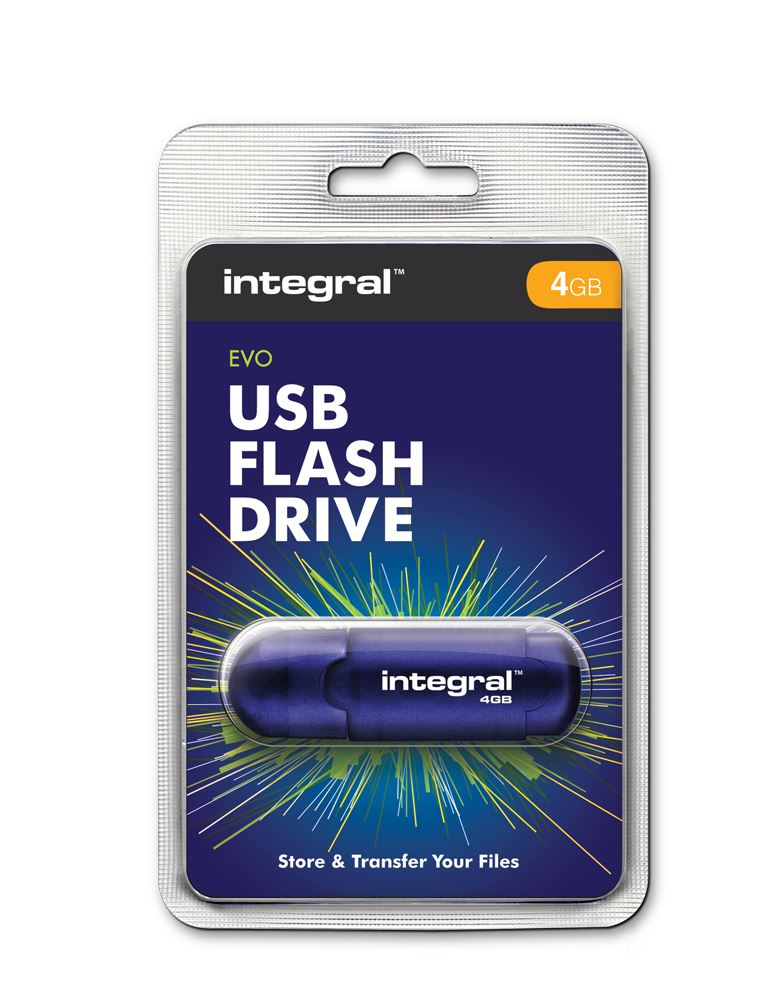 integral™
4GB
EVO
USB
FLASH
DRIVE
integral™
4GB
Store & Transfer Your Files